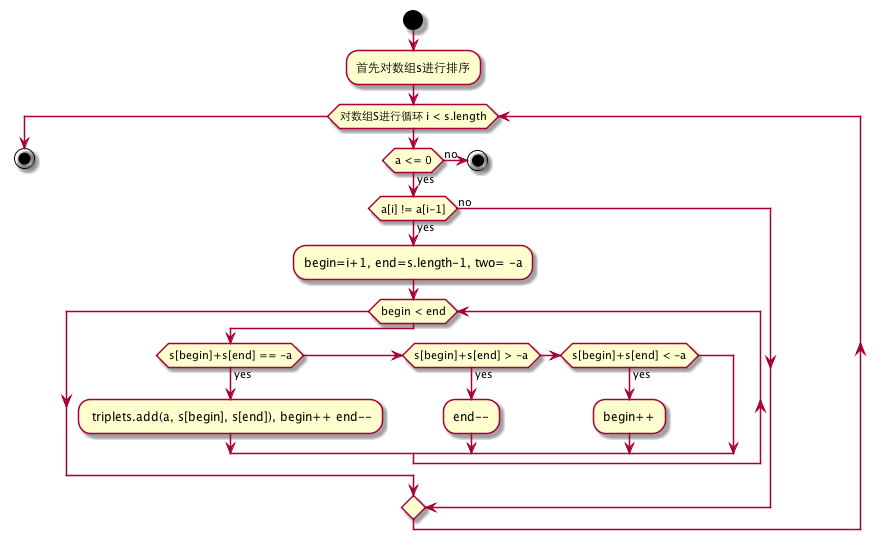 首先对数组s进行排序
对数组S进行循环 i < s.length
a <= 0
no
yes
a[i] != a[i-1]
no
yes
begin=i+1, end=s.length-1, two= -a
begin < end
s[begin]+s[end] == -a
s[begin]+s[end] > -a
s[begin]+s[end] < -a
yes
yes
yes
triplets.add(a, s[begin], s[end]), begin++ end--
end--
begin++